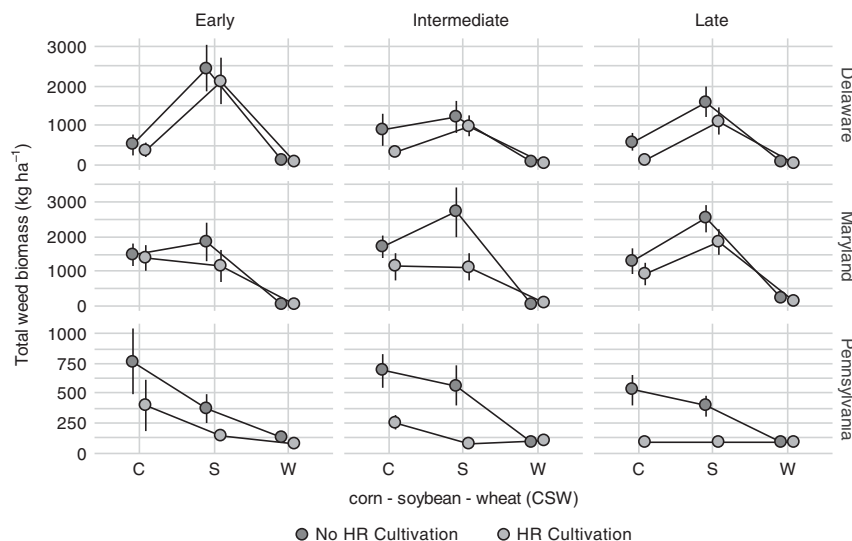 Early Intermediate Late
3000
2000
1000
0
Delaware
3000
2000
1000
0
Maryland
1000
750
500
250
0
Pennsylvania
Total weed biomass (kg ha⁻¹)
C S W C S W C S W
corn - soybean - wheat (CSW)
No HR Cultivation HR Cultivation